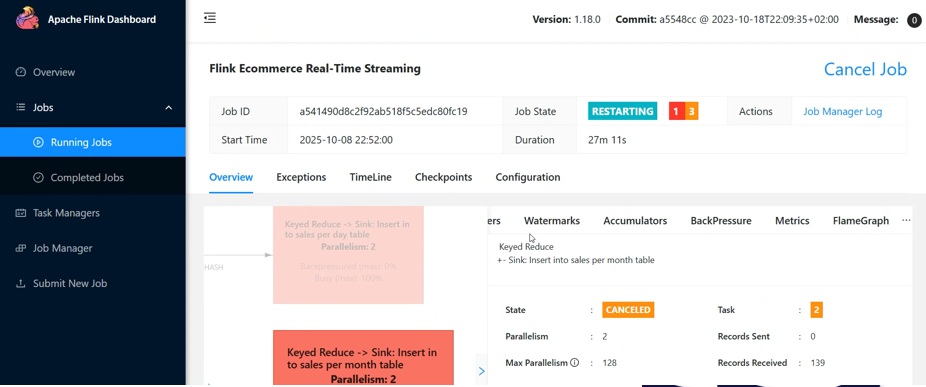 Apache Flink Dashboard
Version: 1.18.0 Commit: a5548cc @ 2023-10-18T22:09:35+02:00 Message: 0
Overview
Jobs
Running Jobs
Completed Jobs
Task Managers
Job Manager
Submit New Job
Flink Ecommerce Real-Time Streaming
Cancel Job
Job ID a541490d8c2f92ab518f5c5edc80fc19 Job State RESTARTING 1 3 Actions Job Manager Log
Start Time 2025-10-08 22:52:00 Duration 27m 11s
Overview Exceptions TimeLine Checkpoints Configuration
HASH
Keyed Reduce -> Sink: Insert in
to sales per day table
Parallelism: 2
Backpressured (max): 0%
Busy (max): 100%
Keyed Reduce -> Sink: Insert in
to sales per month table
Parallelism: 2
ers Watermarks Accumulators BackPressure Metrics FlameGraph ...
Keyed Reduce
+- Sink: Insert into sales per month table
State : CANCELED Task : 2
Parallelism : 2 Records Sent : 0
Max Parallelism : 128 Records Received : 139